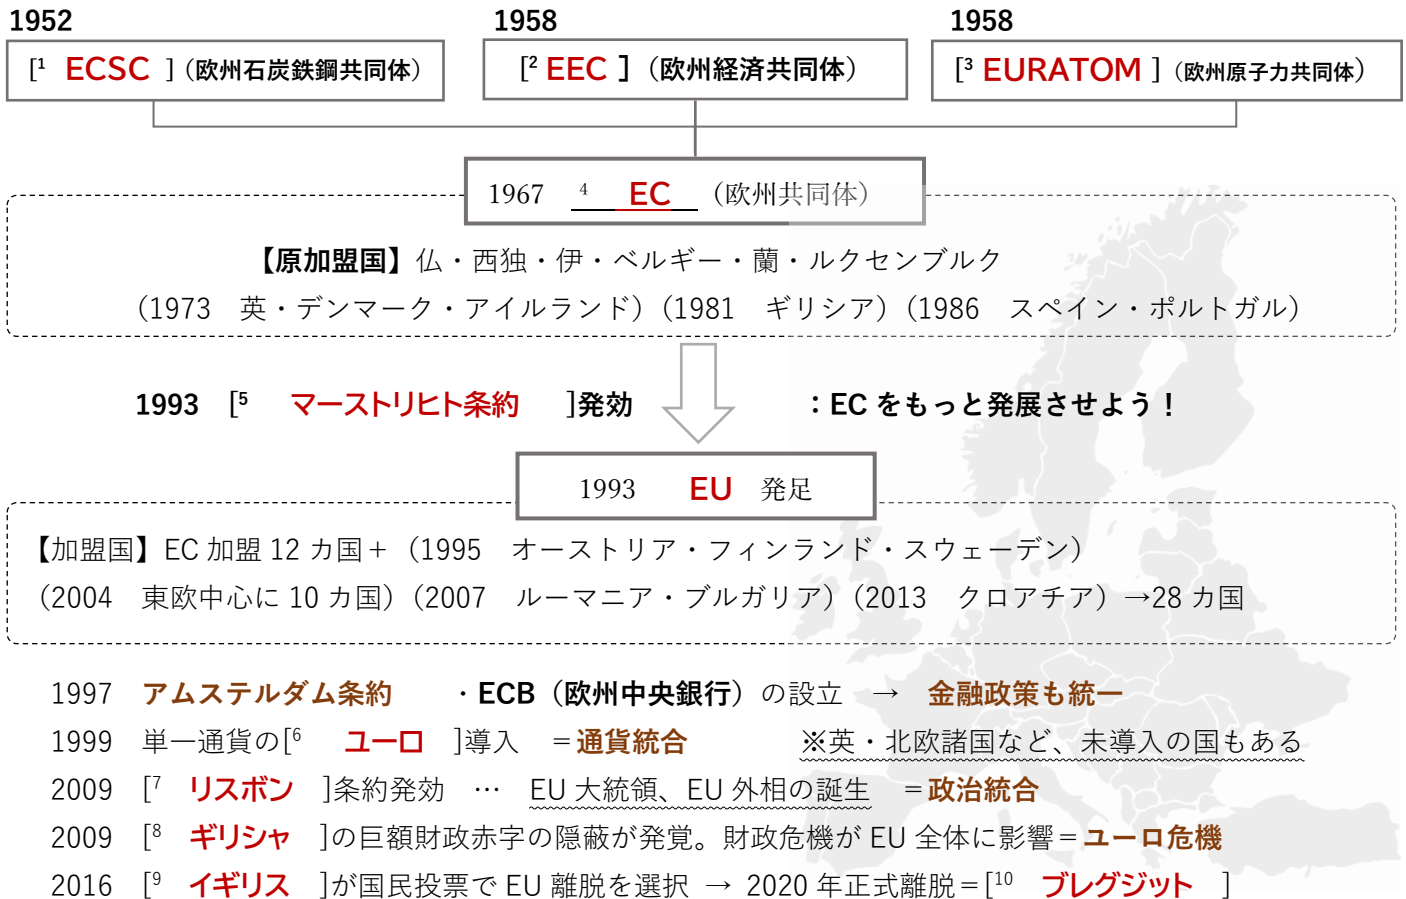 1952 1958 1958
[¹ ECSC ]（欧州石炭鉄鋼共同体） [² EEC ]（欧州経済共同体） [³ EURATOM ]（欧州原子力共同体）
1967 ⁴ EC （欧州共同体）
【原加盟国】仏・西独・伊・ベルギー・蘭・ルクセンブルク
（1973　英・デンマーク・アイルランド）（1981　ギリシア）（1986　スペイン・ポルトガル）
1993 [⁵ マーストリヒト条約 ]発効 ：EC をもっと発展させよう！
1993 EU 発足
【加盟国】EC 加盟 12 カ国＋（1995　オーストリア・フィンランド・スウェーデン）
（2004　東欧中心に 10 カ国）（2007　ルーマニア・ブルガリア）（2013　クロアチア）→28 カ国
1997 アムステルダム条約 ・ECB（欧州中央銀行）の設立 → 金融政策も統一
1999 単一通貨の[⁶ ユーロ ]導入 ＝通貨統合 ※英・北欧諸国など、未導入の国もある
2009 [⁷ リスボン ]条約発効 … EU 大統領、EU 外相の誕生 ＝政治統合
2009 [⁸ ギリシャ ]の巨額財政赤字の隠蔽が発覚。財政危機が EU 全体に影響＝ユーロ危機
2016 [⁹ イギリス ]が国民投票で EU 離脱を選択 → 2020 年正式離脱＝[¹⁰ ブレグジット ]